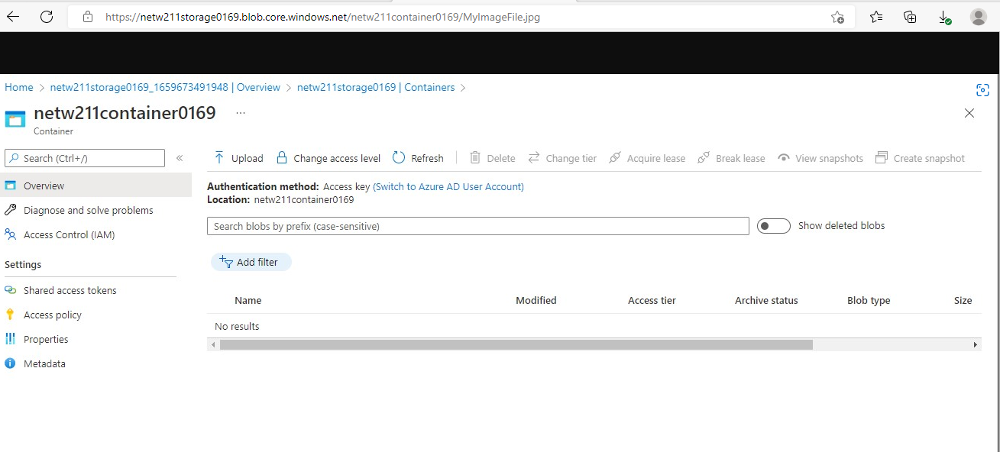 https://netw211storage0169.blob.core.windows.net/netw211container0169/MyImageFile.jpg
Home > netw211storage0169_1659673491948 | Overview > netw211storage0169 | Containers >
netw211container0169 ...
Container
Search (Ctrl+/) «
Upload Change access level Refresh Delete Change tier Acquire lease Break lease View snapshots Create snapshot
Overview
Diagnose and solve problems
Access Control (IAM)
Settings
Shared access tokens
Access policy
Properties
Metadata
Authentication method: Access key (Switch to Azure AD User Account)
Location: netw211container0169
Search blobs by prefix (case-sensitive) Show deleted blobs
Add filter
Name Modified Access tier Archive status Blob type Size
No results